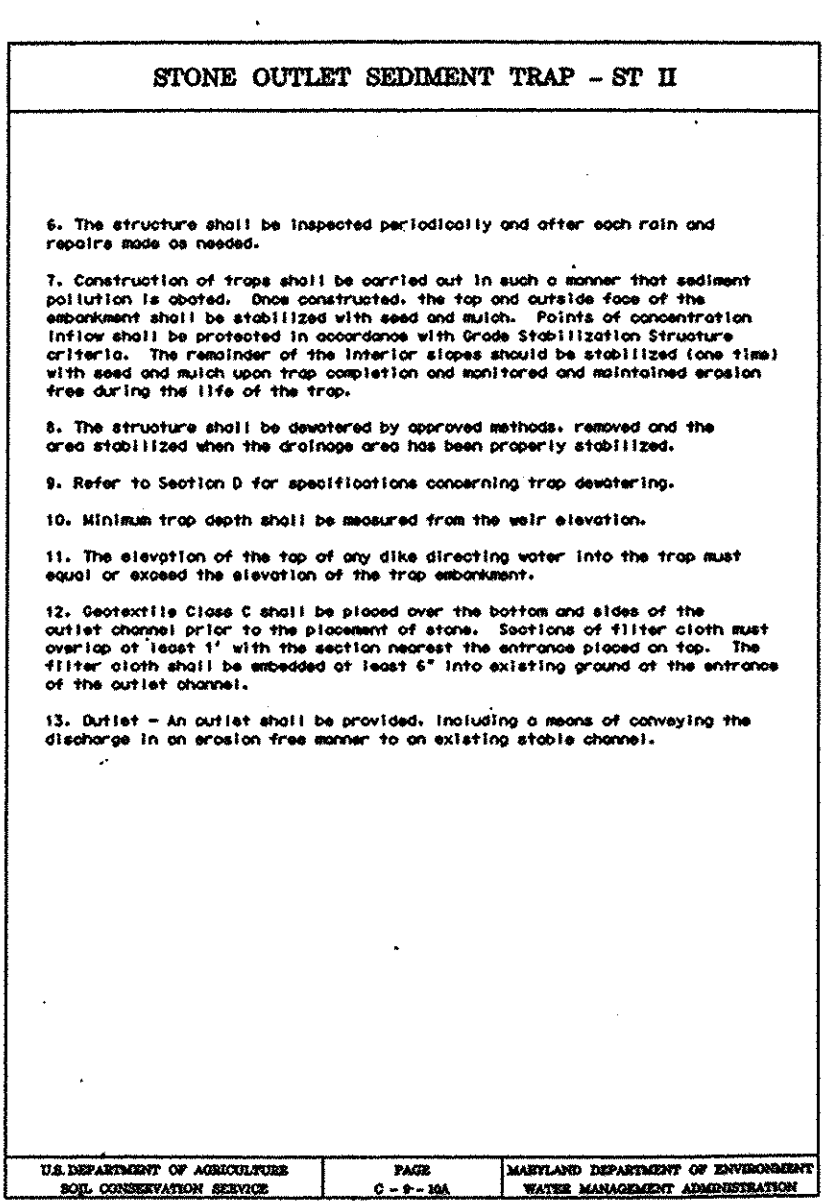 STONE OUTLET SEDIMENT TRAP - ST II
6. The structure shall be inspected periodically and after each rain and
repairs made as needed.
7. Construction of traps shall be carried out in such a manner that sediment
pollution is abated. Once constructed, the top and outside face of the
embankment shall be stabilized with seed and mulch. Points of concentration
inflow shall be protected in accordance with Grade Stabilization Structure
criteria. The remainder of the interior slopes should be stabilized (one time)
with seed and mulch upon trap completion and monitored and maintained erosion
free during the life of the trap.
8. The structure shall be dewatered by approved methods, removed and the
area stabilized when the drainage area has been properly stabilized.
9. Refer to Section D for specifications concerning trap dewatering.
10. Minimum trap depth shall be measured from the weir elevation.
11. The elevation of the top of any dike directing water into the trap must
equal or exceed the elevation of the trap embankment.
12. Geotextile Class C shall be placed over the bottom and sides of the
outlet channel prior to the placement of stone. Sections of filter cloth must
overlap at least 1' with the section nearest the entrance placed on top. The
filter cloth shall be embedded at least 6" into existing ground at the entrance
of the outlet channel.
13. Outlet - An outlet shall be provided, including a means of conveying the
discharge in an erosion free manner to an existing stable channel.
U.S. DEPARTMENT OF AGRICULTURE
SOIL CONSERVATION SERVICE
PAGE
C - 9 - 10A
MARYLAND DEPARTMENT OF ENVIRONMENT
WATER MANAGEMENT ADMINISTRATION